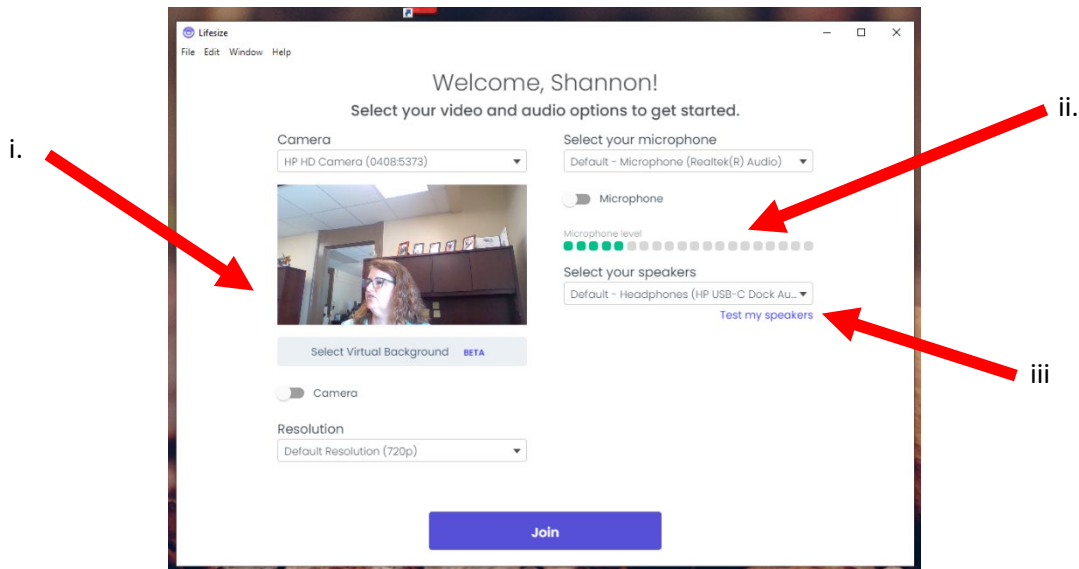 Lifesize
File Edit Window Help
Welcome, Shannon!
Select your video and audio options to get started.
ii.
i.
Camera
HP HD Camera (0408:5373)
Select your microphone
Default - Microphone (Realtek(R) Audio)
Microphone
Microphone level
Select your speakers
Default - Headphones (HP USB-C Dock Au...
Test my speakers
iii
Select Virtual Background BETA
Camera
Resolution
Default Resolution (720p)
Join